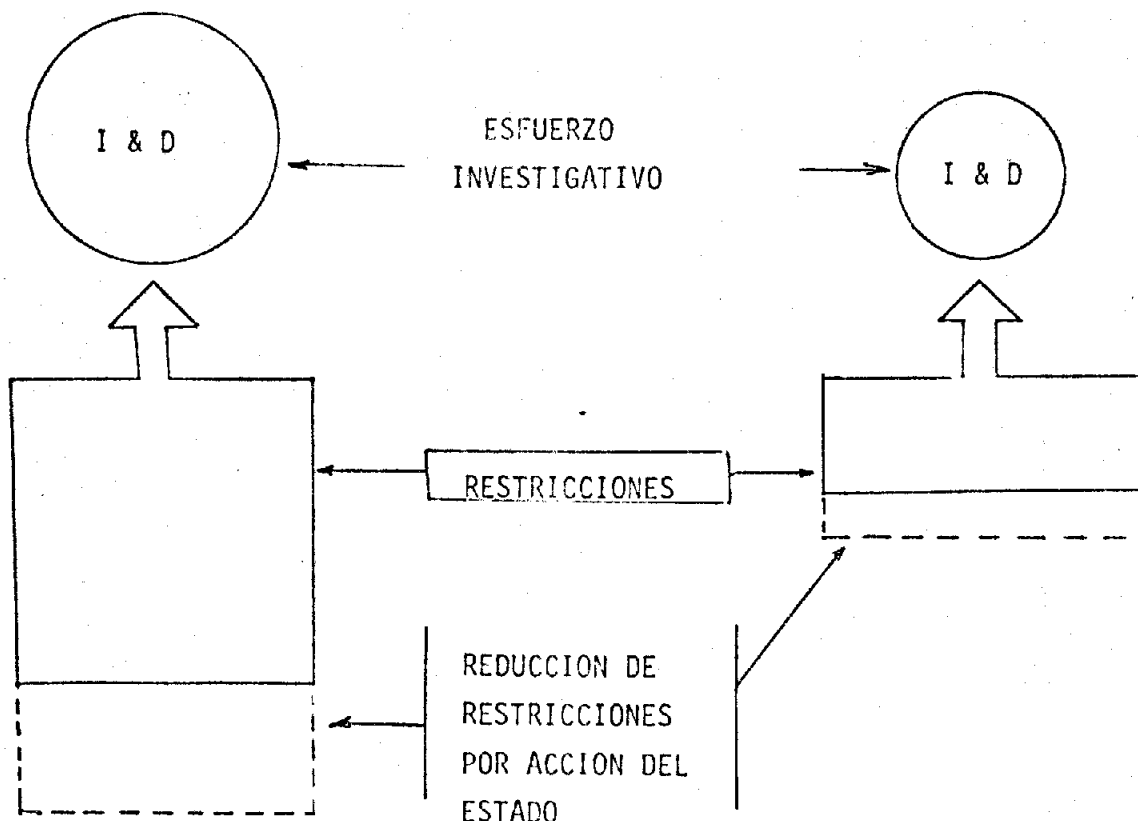 I & D
ESFUERZO
INVESTIGATIVO
I & D
RESTRICCIONES
REDUCCION DE
RESTRICCIONES
POR ACCION DEL
ESTADO